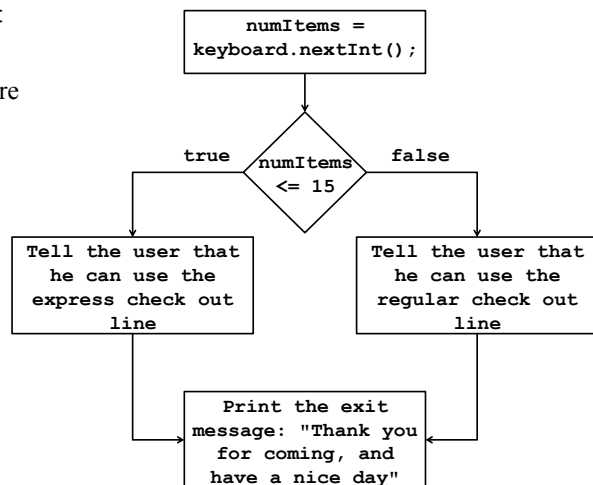 numItems =
keyboard.nextInt();
re
true
numItems
<= 15
false
Tell the user that
he can use the
express check out
line
Tell the user that
he can use the
regular check out
line
Print the exit
message: "Thank you
for coming, and
have a nice day"